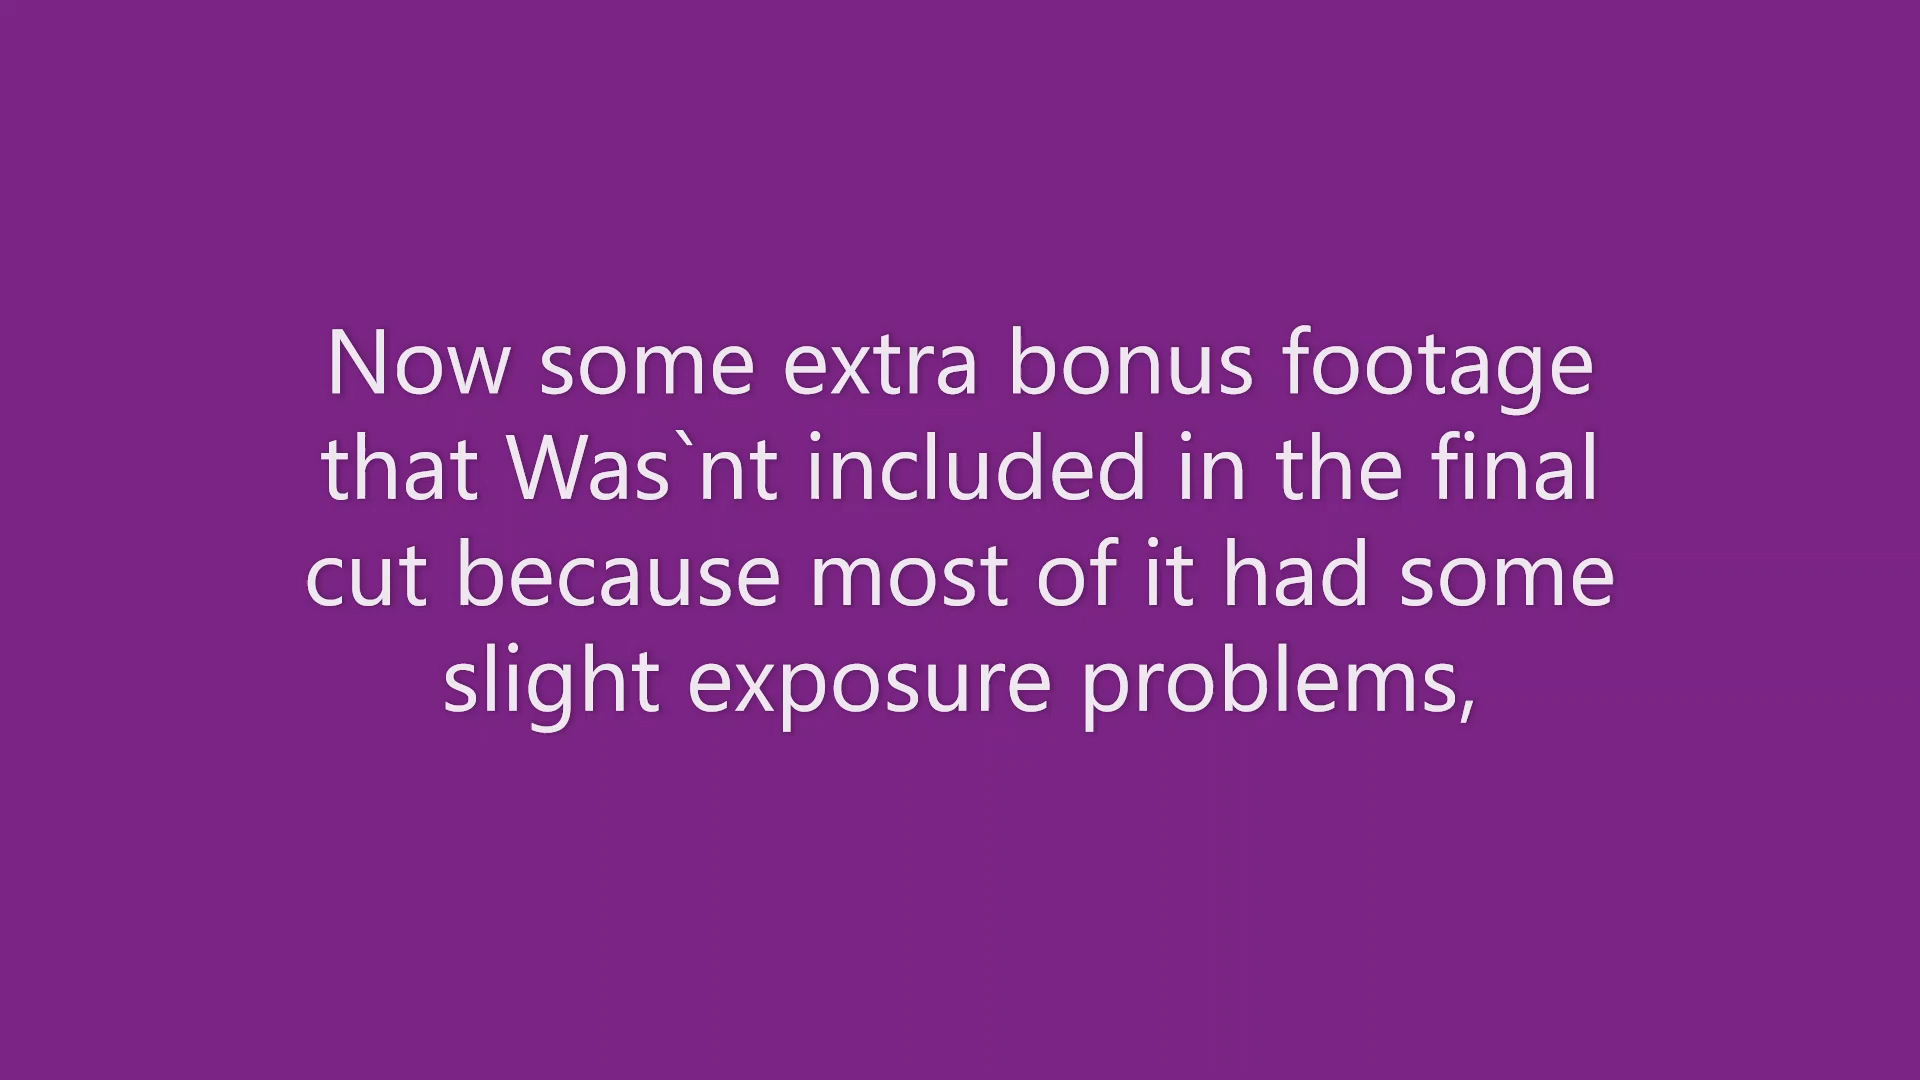 Now some extra bonus footage
that Was`nt included in the final
cut because most of it had some
slight exposure problems,